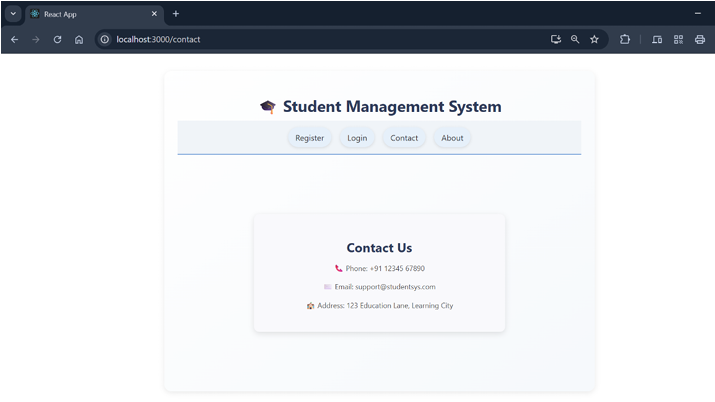 React App
localhost:3000/contact
🎓 Student Management System
Register Login Contact About
Contact Us
📞 Phone: +91 12345 67890
📧 Email: support@studentsys.com
🏫 Address: 123 Education Lane, Learning City